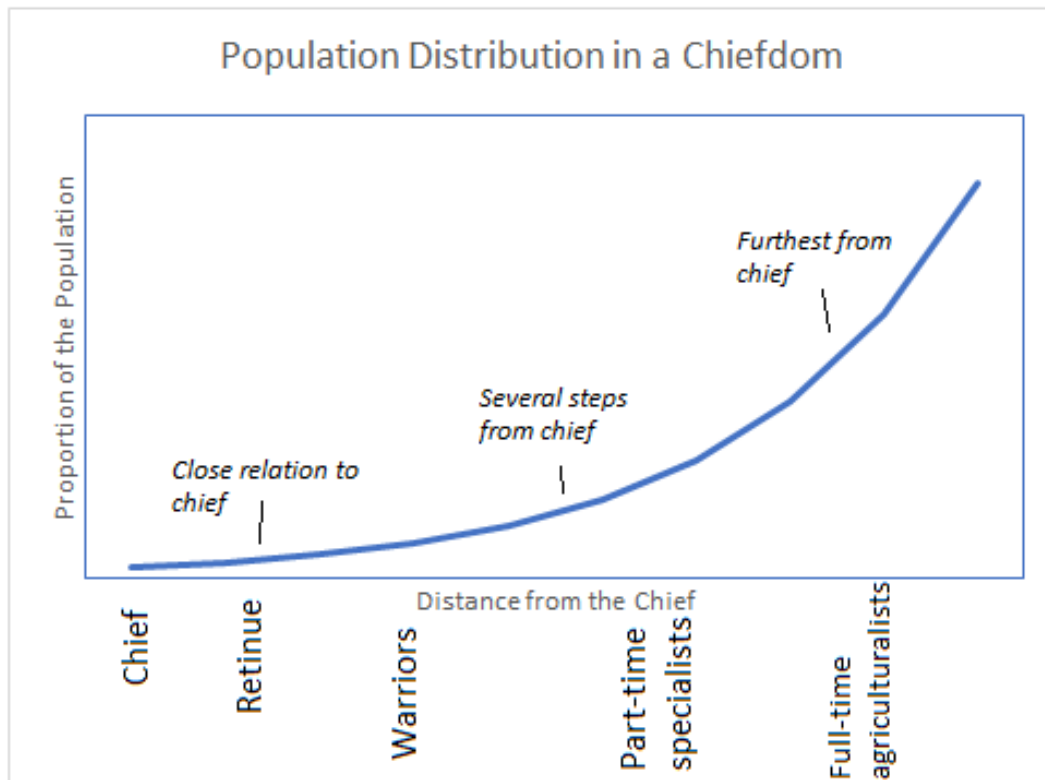 Population Distribution in a Chiefdom
Proportion of the Population
Furthest from
chief
Several steps
from chief
Close relation to
chief
Distance from the Chief
Chief
Retinue
Warriors
Part-time
specialists
Full-time
agriculturalists